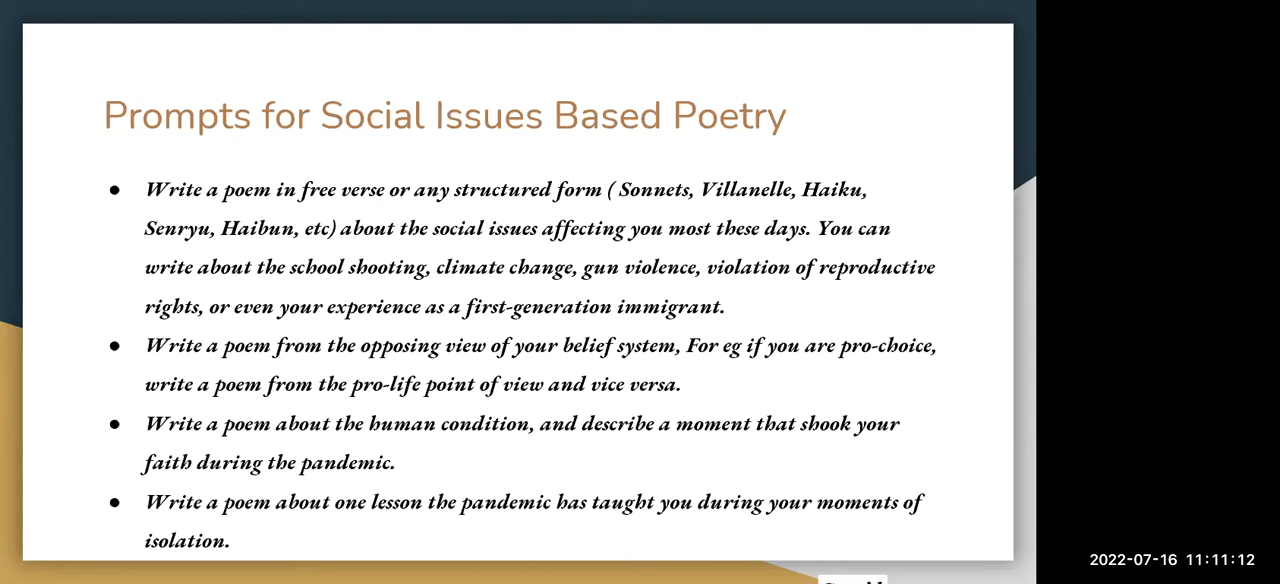 Prompts for Social Issues Based Poetry
● Write a poem in free verse or any structured form ( Sonnets, Villanelle, Haiku,
Senryu, Haibun, etc) about the social issues affecting you most these days. You can
write about the school shooting, climate change, gun violence, violation of reproductive
rights, or even your experience as a first-generation immigrant.
● Write a poem from the opposing view of your belief system, For eg if you are pro-choice,
write a poem from the pro-life point of view and vice versa.
● Write a poem about the human condition, and describe a moment that shook your
faith during the pandemic.
● Write a poem about one lesson the pandemic has taught you during your moments of
isolation.
2022-07-16 11:11:12